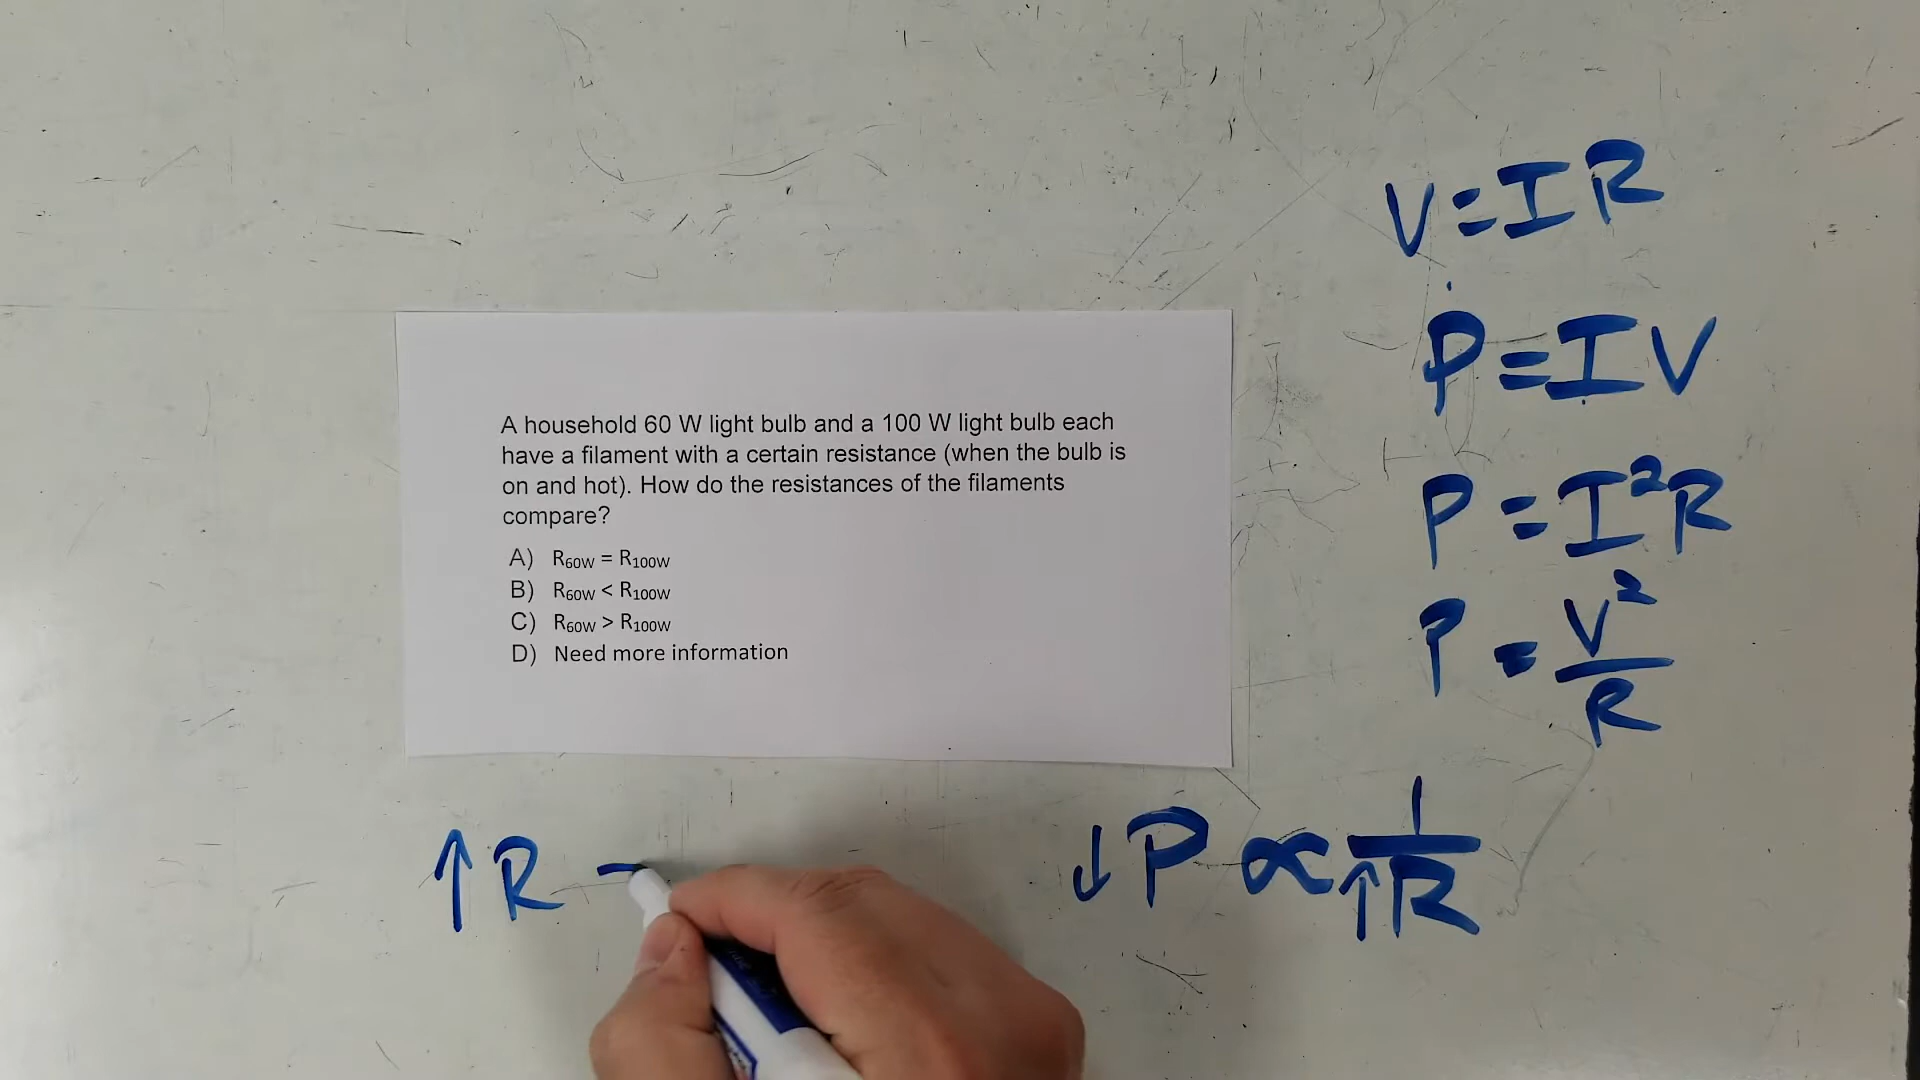 A household 60 W light bulb and a 100 W light bulb each
have a filament with a certain resistance (when the bulb is
on and hot). How do the resistances of the filaments
compare?
A) R₆₀W = R₁₀₀W
B) R₆₀W < R₁₀₀W
C) R₆₀W > R₁₀₀W
D) Need more information
V = IR
P = IV
P = I²R
P = V²/R
↑ R –
↓ P ∝ 1/↑R